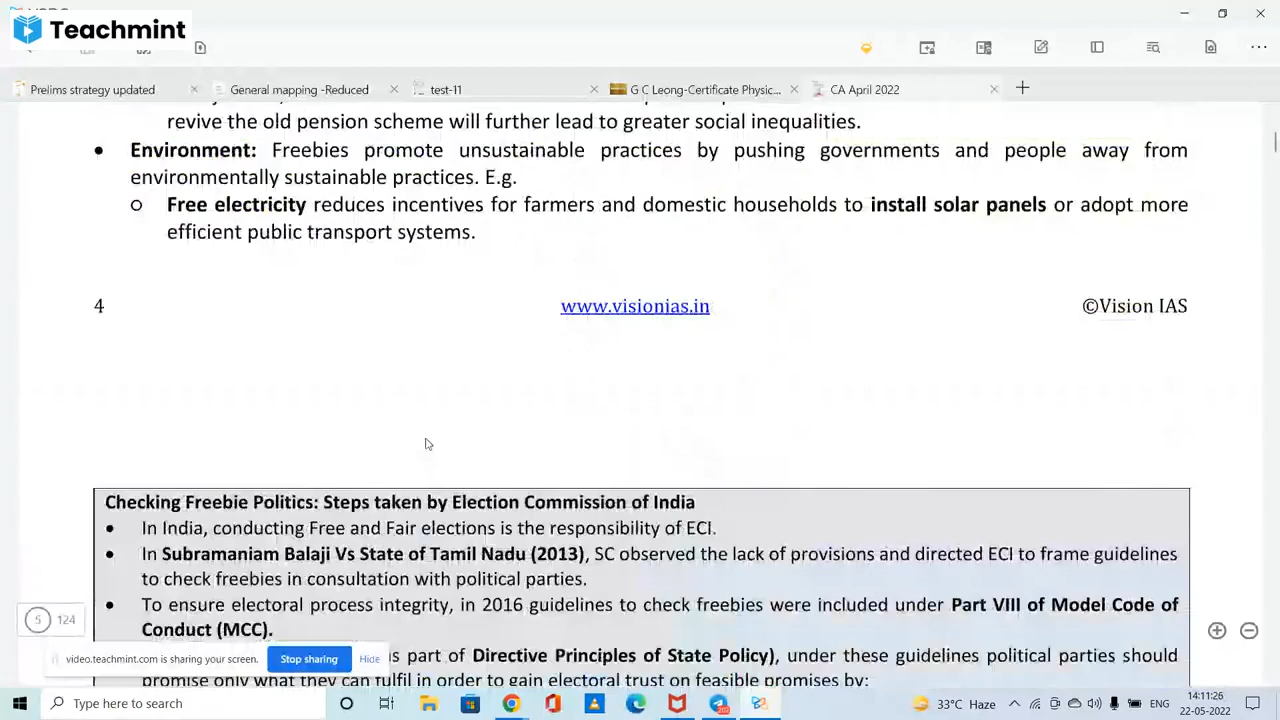 Teachmint
Prelims strategy updated
General mapping -Reduced
test-11
G C Leong-Certificate Physic...
CA April 2022
revive the old pension scheme will further lead to greater social inequalities.
• Environment: Freebies promote unsustainable practices by pushing governments and people away from
environmentally sustainable practices. E.g.
o Free electricity reduces incentives for farmers and domestic households to install solar panels or adopt more
efficient public transport systems.
4 www.visionias.in ©Vision IAS
Checking Freebie Politics: Steps taken by Election Commission of India
• In India, conducting Free and Fair elections is the responsibility of ECI.
• In Subramaniam Balaji Vs State of Tamil Nadu (2013), SC observed the lack of provisions and directed ECI to frame guidelines
to check freebies in consultation with political parties.
• To ensure electoral process integrity, in 2016 guidelines to check freebies were included under Part VIII of Model Code of
Conduct (MCC).
5 124
s part of Directive Principles of State Policy), under these guidelines political parties should
promise only what they can fulfil in order to gain electoral trust on feasible promises by:
video.teachmint.com is sharing your screen. Stop sharing Hide
Type here to search
33°C Haze
ENG
14:11:26
22-05-2022